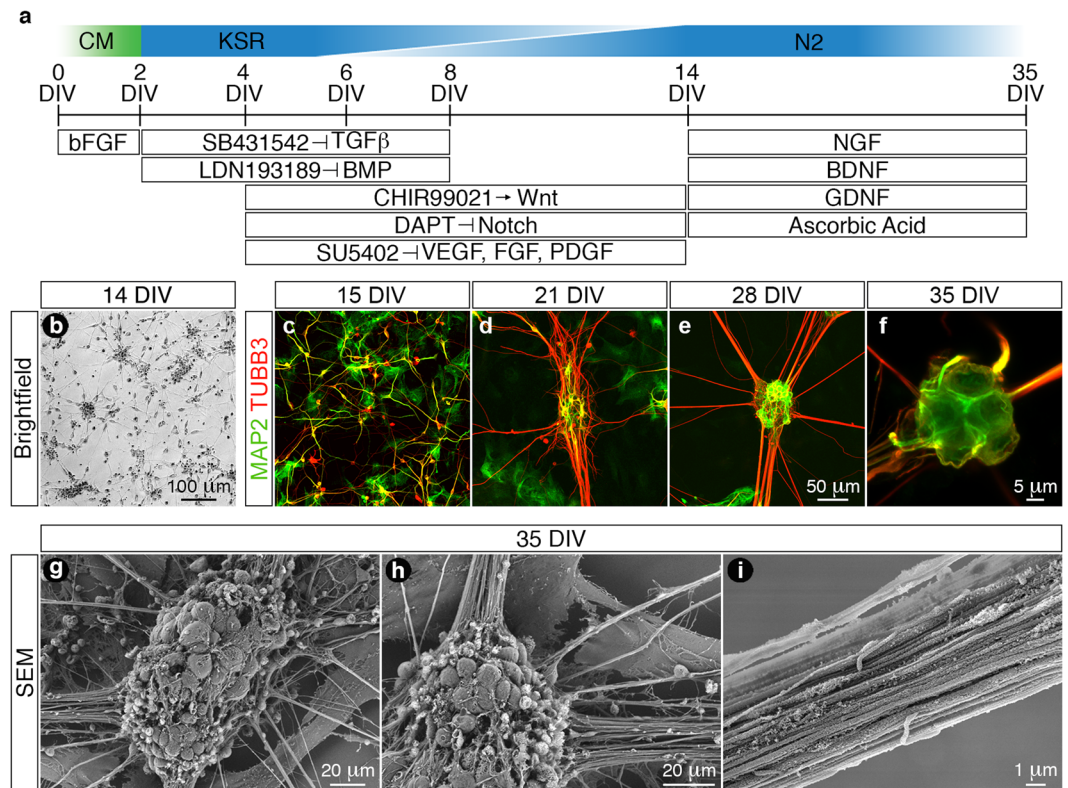 a
CM KSR N2
0 2 4 6 8 14 35
DIV DIV DIV DIV DIV DIV DIV
bFGF SB431542⊣TGFβ NGF
LDN193189⊣BMP BDNF
CHIR99021→Wnt GDNF
DAPT⊣Notch Ascorbic Acid
SU5402⊣VEGF, FGF, PDGF
14 DIV 15 DIV 21 DIV 28 DIV 35 DIV
Brightfield
b
100 μm
MAP2 TUBB3
c
d
e
50 μm
f
5 μm
35 DIV
SEM
g
20 μm
h
20 μm
i
1 μm